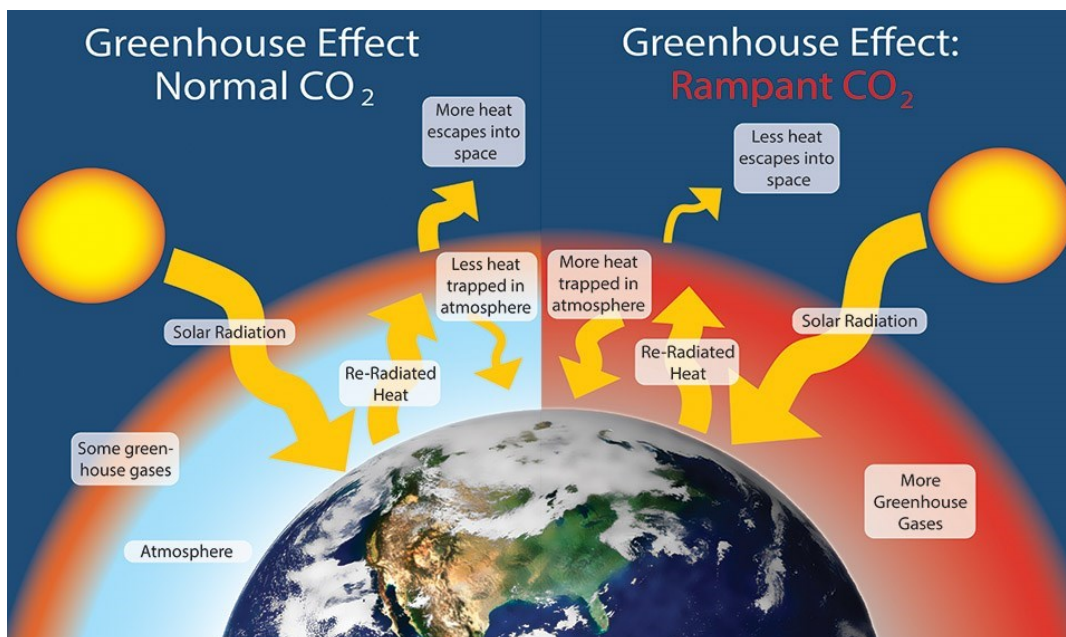 Greenhouse Effect
Normal CO₂
More heat
escapes into
space
Less heat
trapped in
atmosphere
Solar Radiation
Re-Radiated
Heat
Some green-
house gases
Atmosphere
Greenhouse Effect:
Rampant CO₂
Less heat
escapes into
space
More heat
trapped in
atmosphere
Solar Radiation
Re-Radiated
Heat
More
Greenhouse
Gases